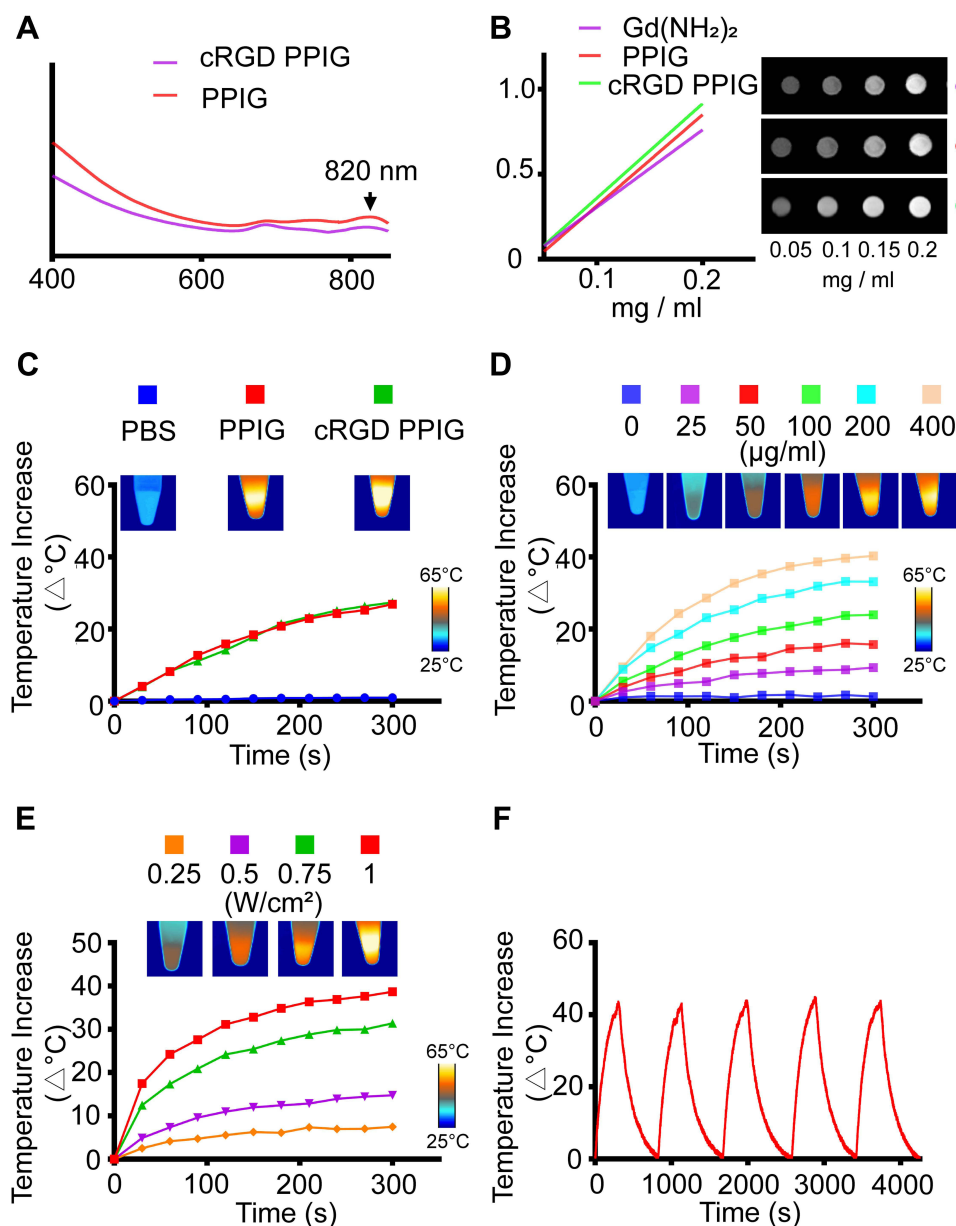 A
cRGD PPIG
PPIG
820 nm
400
600
800
B
Gd(NH₂)₂
PPIG
cRGD PPIG
1.0
0.5
0
0.1
0.2
mg / ml
0.05 0.1 0.15 0.2
mg / ml
C
PBS PPIG cRGD PPIG
Temperature Increase
(△°C)
60
40
20
0
65°C
25°C
0 100 200 300
Time (s)
D
0 25 50 100 200 400
(µg/ml)
Temperature Increase
(△°C)
60
40
20
0
65°C
25°C
0 100 200 300
Time (s)
E
0.25 0.5 0.75 1
(W/cm²)
Temperature Increase
(△°C)
50
40
30
20
10
0
65°C
25°C
0 100 200 300
Time (s)
F
Temperature Increase
(△°C)
60
40
20
0
0 1000 2000 3000 4000
Time (s)